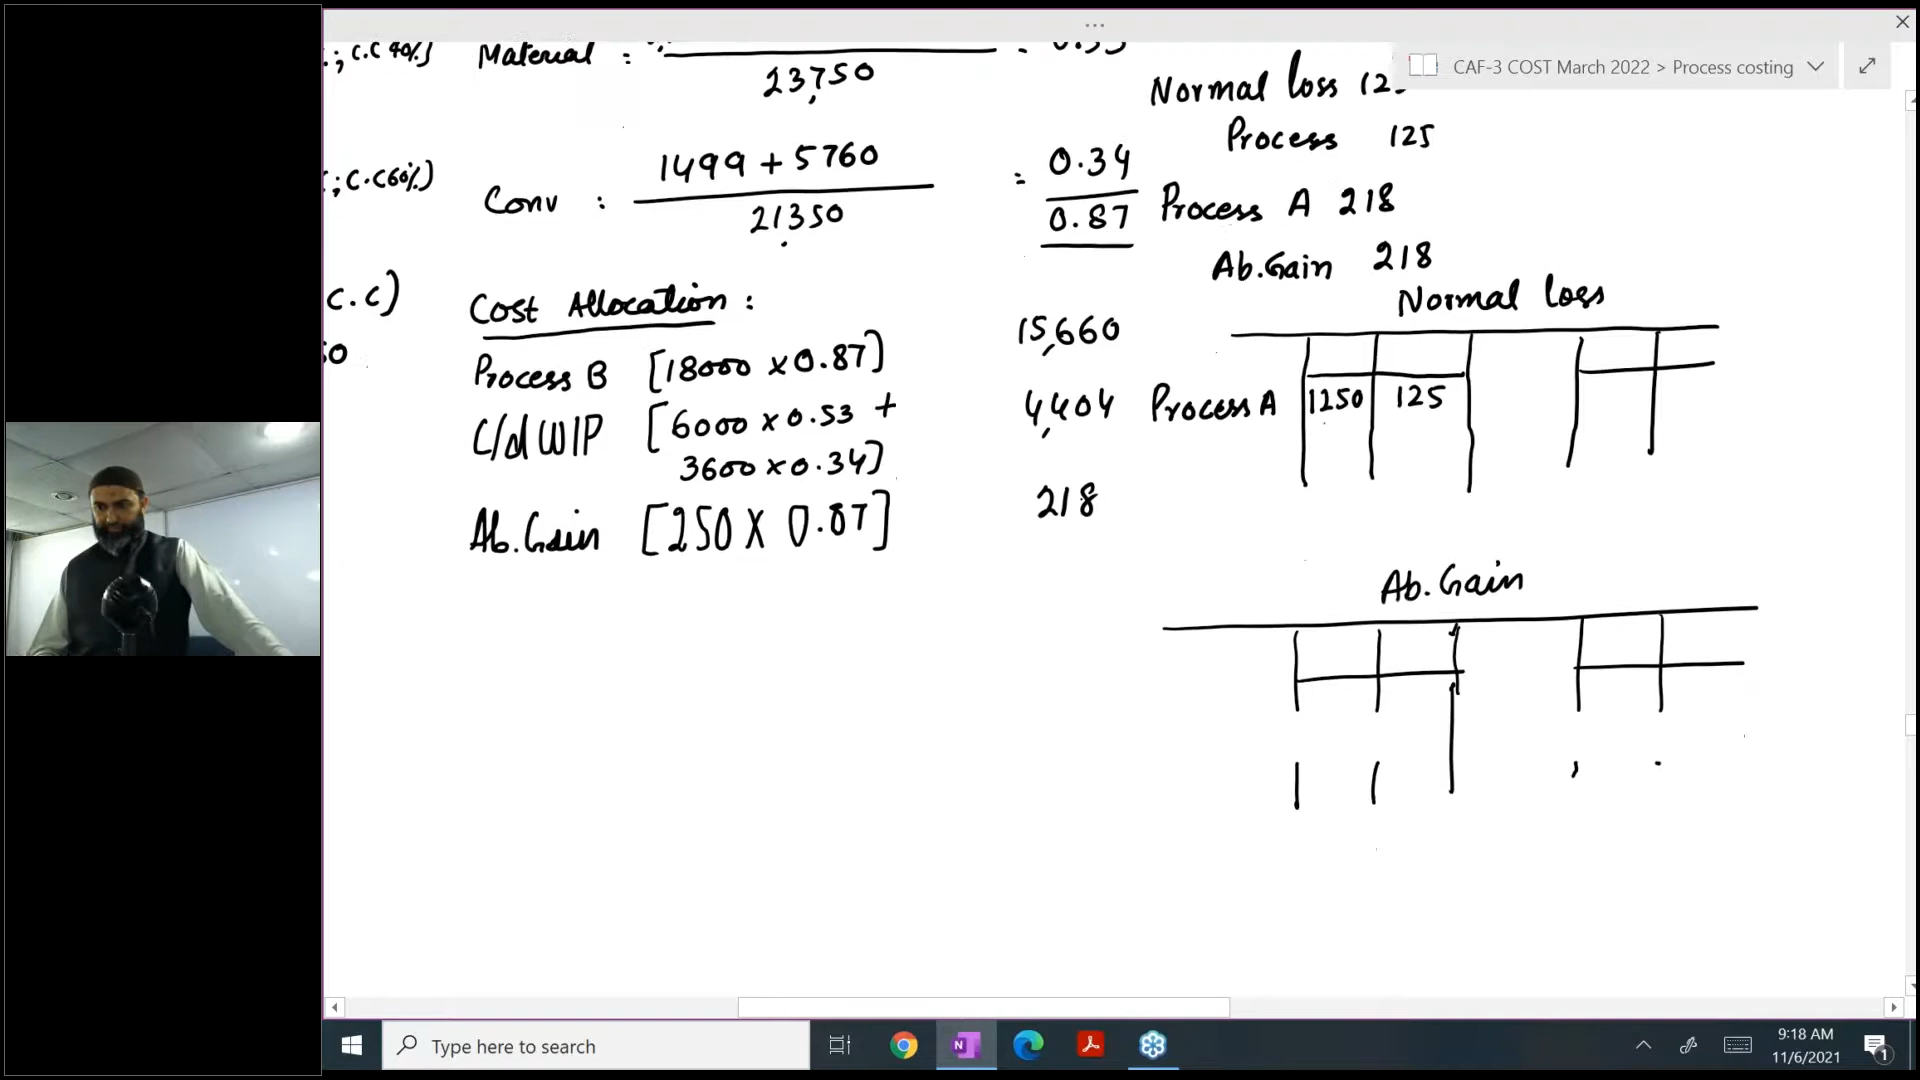 CAF-3 COST March 2022 > Process costing
; C.C 40%]
Material :
23,750
Normal loss
Process 125
; C.C 60%)
Conv : 1499 + 5760 = 0.34
21350
0.87
Process A 218
Ab.Gain 218
C.C)
Cost Allocation :
Process B [18000 x 0.87] 15,660
C/d WIP [6000 x 0.53 + 3600 x 0.34] 4,404
Ab.Gain [250 x 0.87] 218
Normal loss
Process A 1250 125
Ab.Gain
Type here to search
9:18 AM
11/6/2021
1